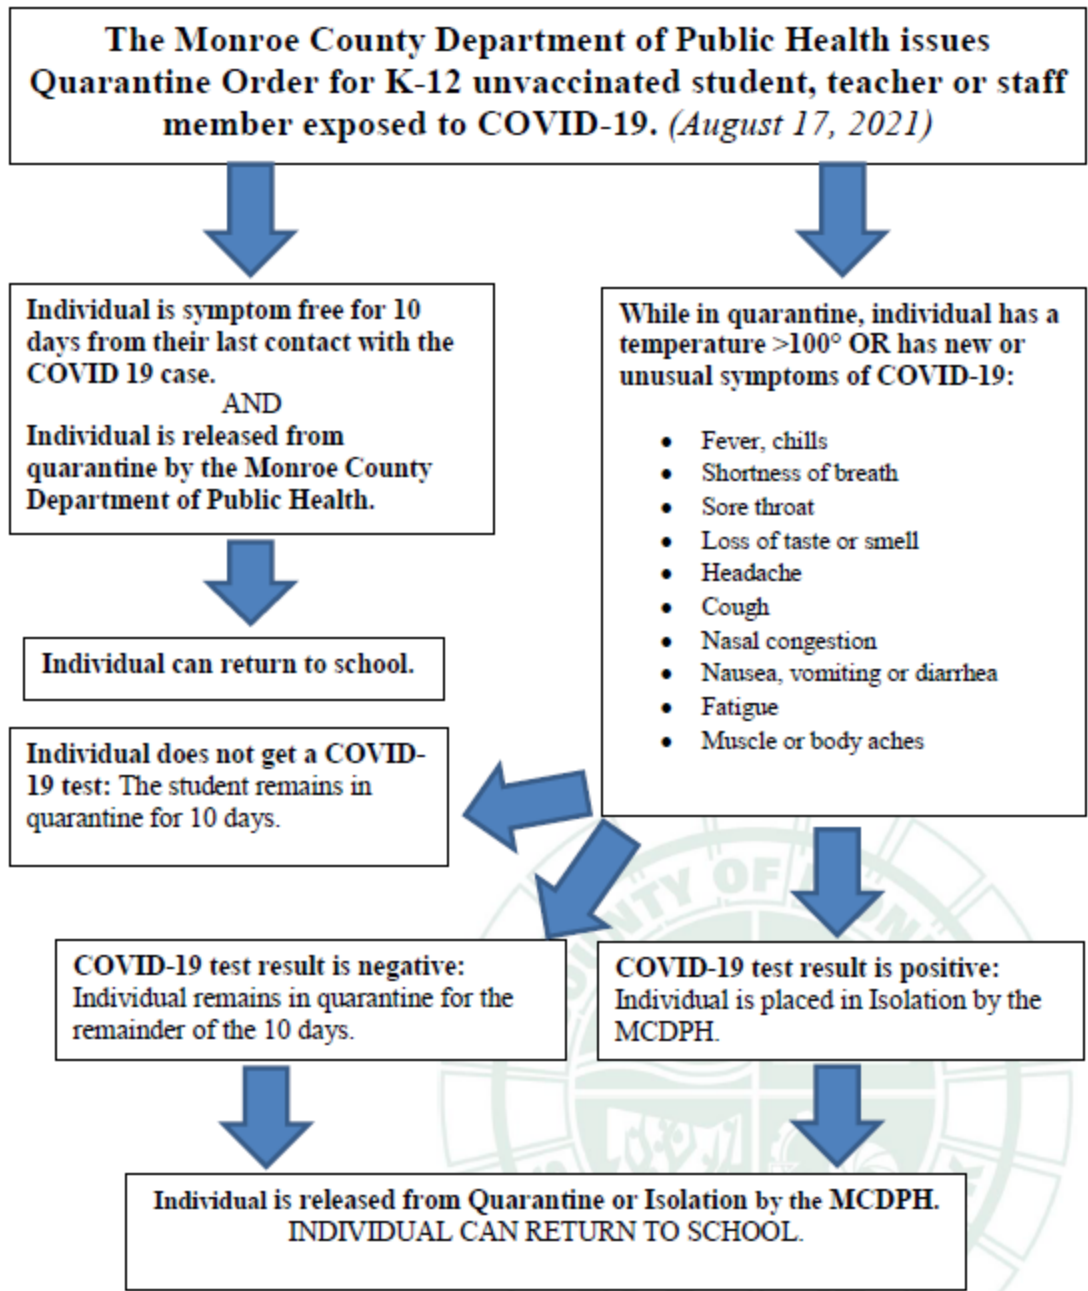 The Monroe County Department of Public Health issues
Quarantine Order for K-12 unvaccinated student, teacher or staff
member exposed to COVID-19. (August 17, 2021)
Individual is symptom free for 10
days from their last contact with the
COVID 19 case.
AND
Individual is released from
quarantine by the Monroe County
Department of Public Health.
Individual can return to school.
While in quarantine, individual has a
temperature >100° OR has new or
unusual symptoms of COVID-19:
• Fever, chills
• Shortness of breath
• Sore throat
• Loss of taste or smell
• Headache
• Cough
• Nasal congestion
• Nausea, vomiting or diarrhea
• Fatigue
• Muscle or body aches
Individual does not get a COVID-
19 test: The student remains in
quarantine for 10 days.
COVID-19 test result is negative:
Individual remains in quarantine for the
remainder of the 10 days.
COVID-19 test result is positive:
Individual is placed in Isolation by the
MCDPH.
Individual is released from Quarantine or Isolation by the MCDPH.
INDIVIDUAL CAN RETURN TO SCHOOL.